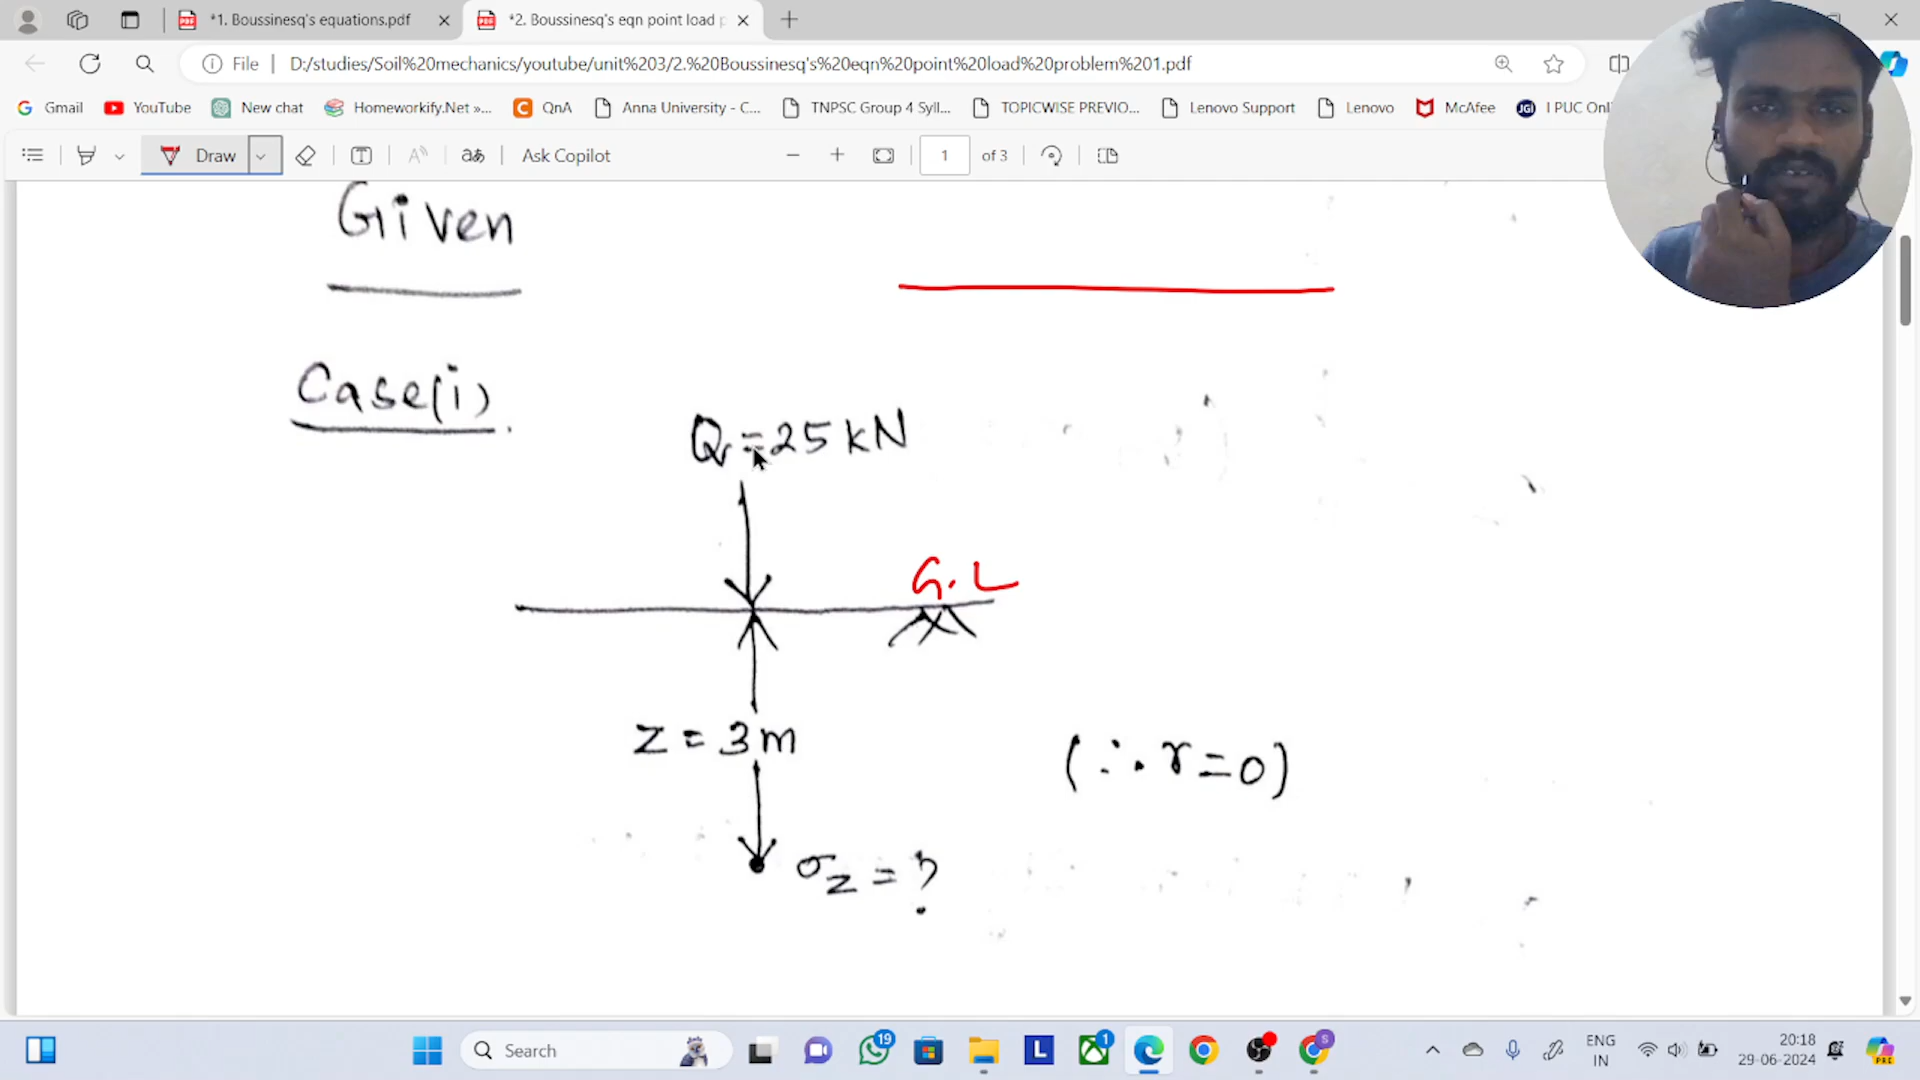 *1. Boussinesq's equations.pdf
*2. Boussinesq's eqn point load p
File
D:/studies/Soil%20mechanics/youtube/unit%203/2.%20Boussinesq's%20eqn%20point%20load%20problem%201.pdf
Gmail
YouTube
New chat
Homeworkify.Net »...
QnA
Anna University - C...
TNPSC Group 4 Syll...
TOPICWISE PREVIO...
Lenovo Support
Lenovo
McAfee
I PUC Onl
Draw
Ask Copilot
1 of 3
Given
Case(i)
Q = 25 kN
G.L
z = 3m
(∴ r = 0)
σz = ?
Search
19
1
ENG
IN
20:18
29-06-2024